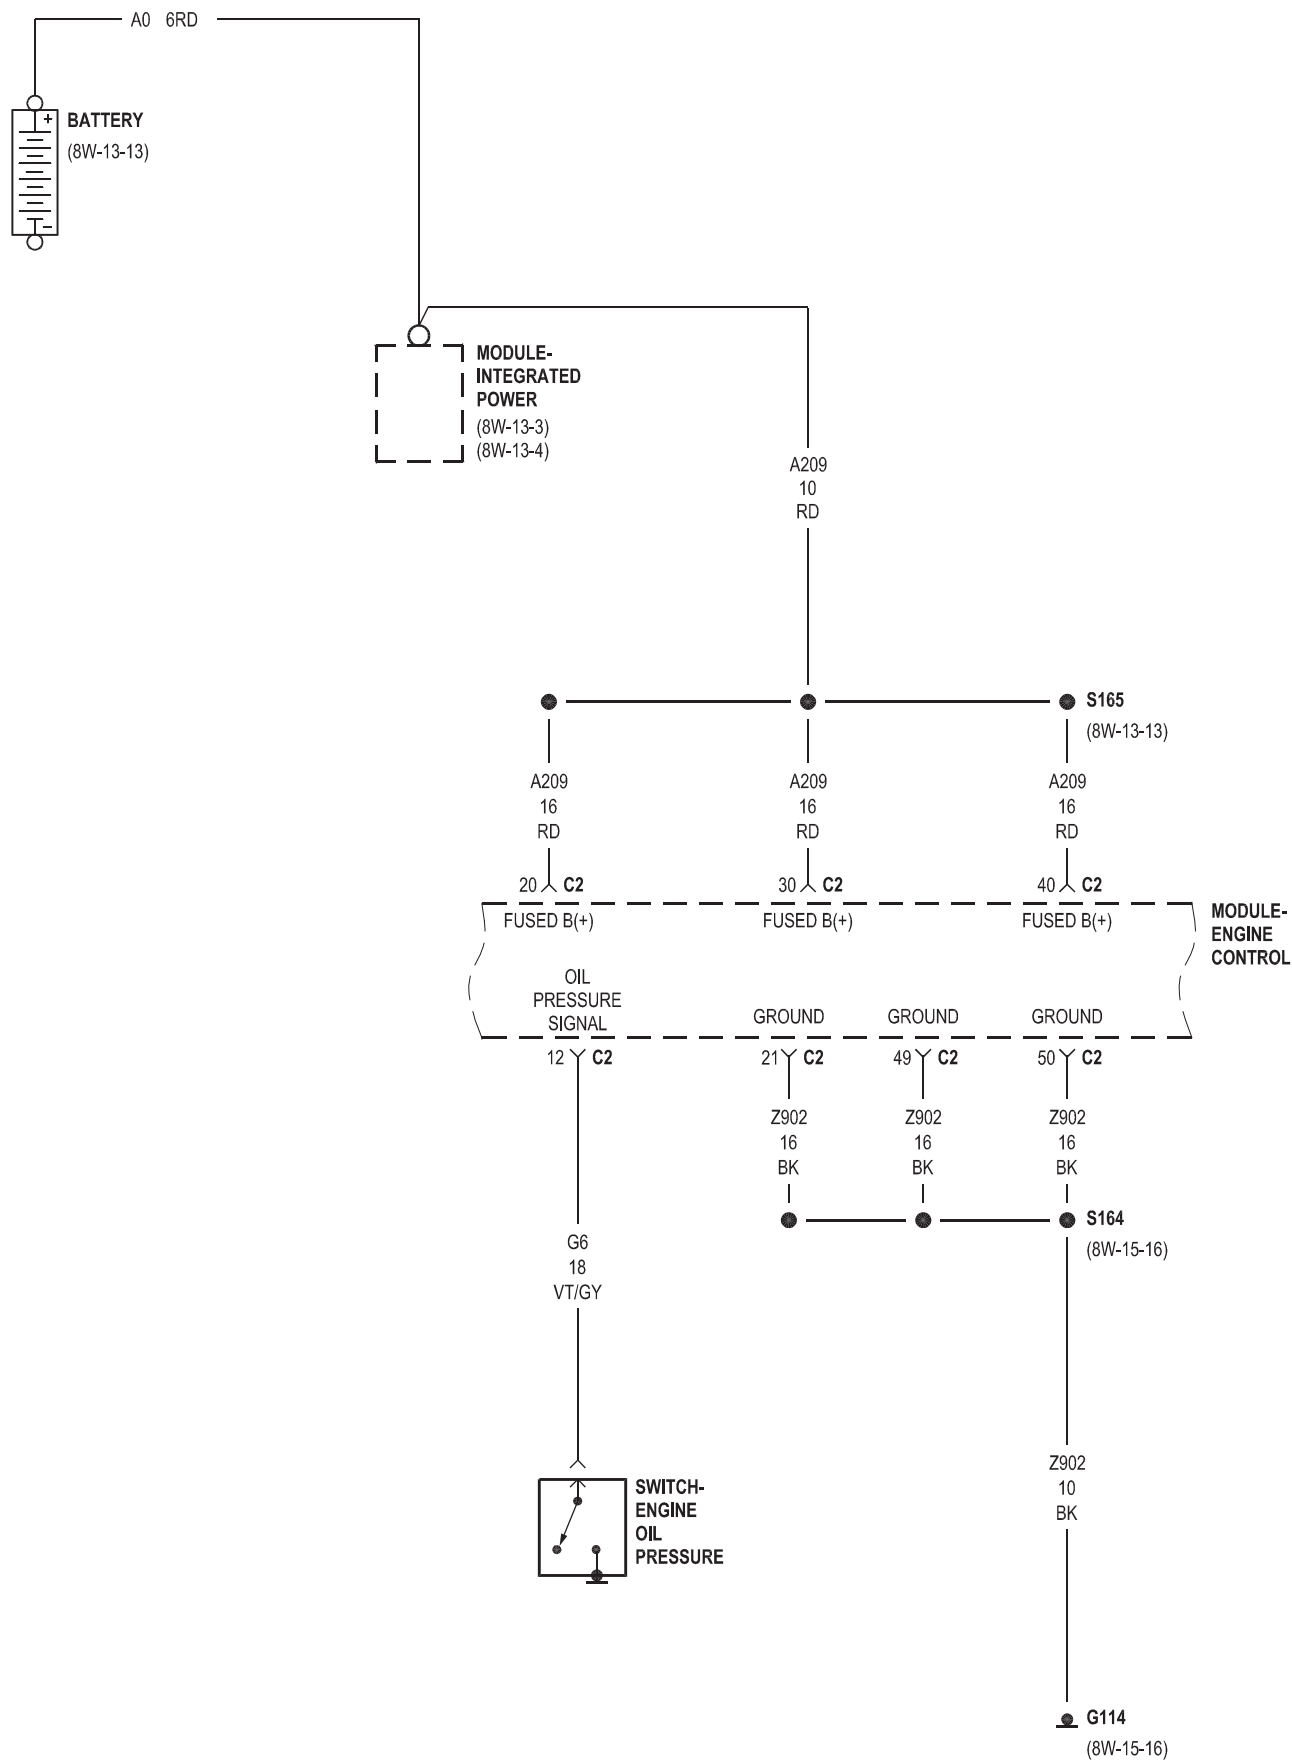 A0 6RD
+
BATTERY
(8W-13-13)
−
MODULE-
INTEGRATED
POWER
(8W-13-3)
(8W-13-4)
A209
10
RD
S165
(8W-13-13)
A209 A209 A209
16 16 16
RD RD RD
20 C2 30 C2 40 C2
FUSED B(+) FUSED B(+) FUSED B(+)
MODULE-
ENGINE
CONTROL
OIL
PRESSURE
SIGNAL
GROUND GROUND GROUND
12 C2 21 C2 49 C2 50 C2
Z902 Z902 Z902
16 16 16
BK BK BK
S164
(8W-15-16)
G6
18
VT/GY
Z902
10
BK
SWITCH-
ENGINE
OIL
PRESSURE
G114
(8W-15-16)